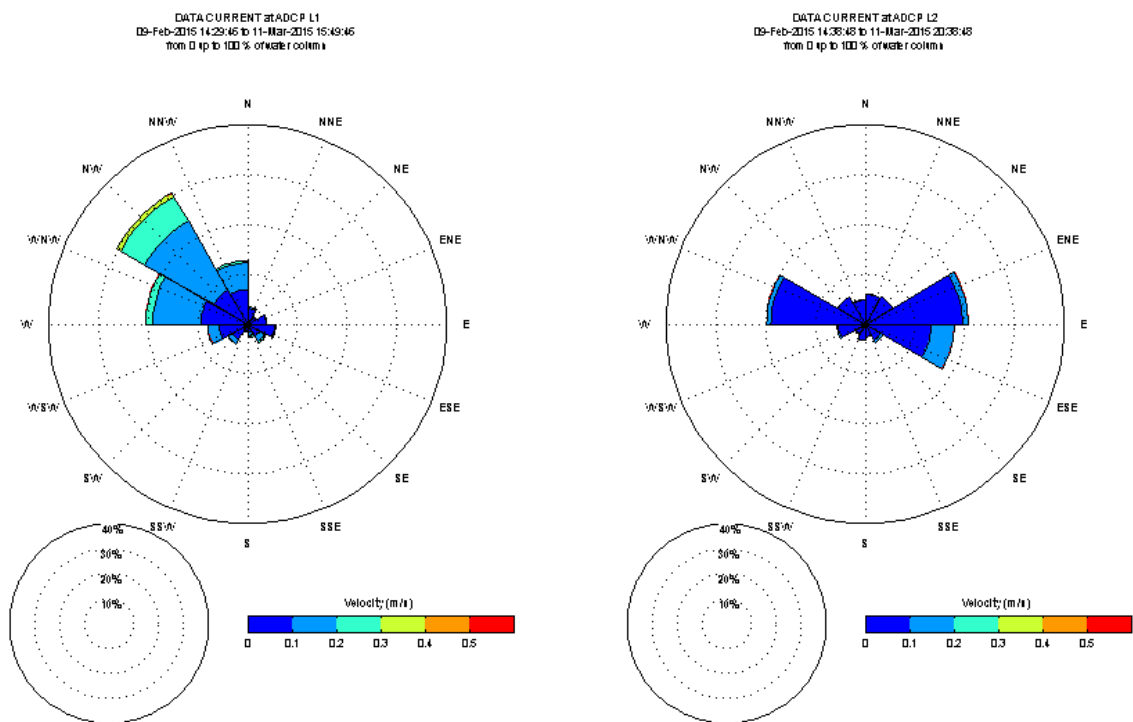 DATA CURRENT at ADCP L1
09-Feb-2015 14:29:46 to 11-Mar-2015 15:49:46
from 0 up to 100 % of water column
N
NNE
NE
ENE
E
ESE
SE
SSE
S
SSW
SW
WSW
W
WNW
NW
NNW
40%
30%
20%
10%
Velocity (m/s)
0 0.1 0.2 0.3 0.4 0.5
DATA CURRENT at ADCP L2
09-Feb-2015 14:38:48 to 11-Mar-2015 20:38:48
from 0 up to 100 % of water column
N
NNE
NE
ENE
E
ESE
SE
SSE
S
SSW
SW
WSW
W
WNW
NW
NNW
40%
30%
20%
10%
Velocity (m/s)
0 0.1 0.2 0.3 0.4 0.5